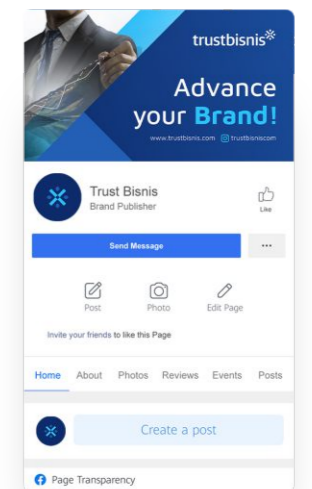 trustbisnis
Advance
your Brand!
www.trustbisnis.com trustbisniscom
Trust Bisnis
Brand Publisher
Like
Send Message
...
Post Photo Edit Page
Invite your friends to like this Page
Home About Photos Reviews Events Posts
Create a post
Page Transparency